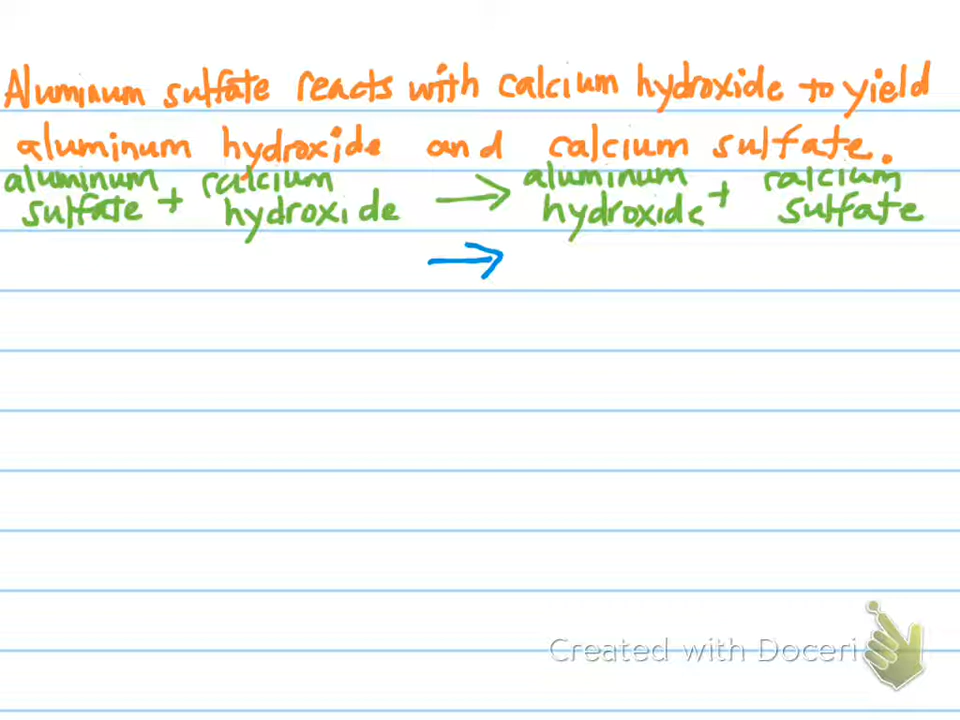 Aluminum sulfate reacts with calcium hydroxide to yield
aluminum hydroxide and calcium sulfate.
aluminum calcium aluminum calcium
sulfate + hydroxide → hydroxide + sulfate
→
Created with Doceri